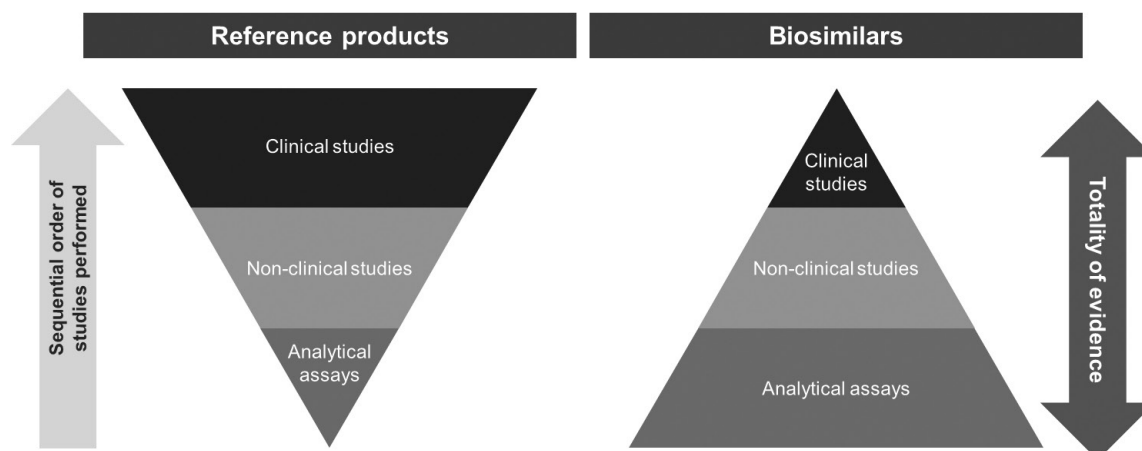 Reference products
Biosimilars
Sequential order of
studies performed
Clinical studies
Non-clinical studies
Analytical
assays
Clinical
studies
Non-clinical studies
Analytical assays
Totality of evidence